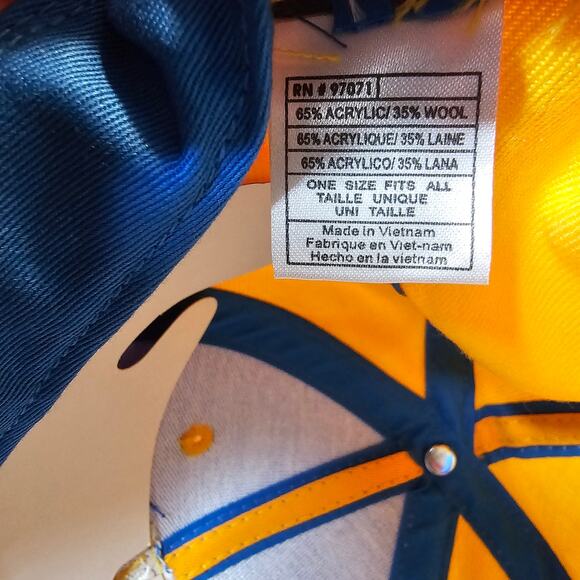 RN # 97071
65% ACRYLIC/ 35% WOOL
65% ACRYLIQUE/ 35% LAINE
65% ACRYLICO/ 35% LANA
ONE SIZE FITS ALL
TAILLE UNIQUE
UNI TAILLE
Made in Vietnam
Fabrique en Viet-nam
Hecho en la vietnam